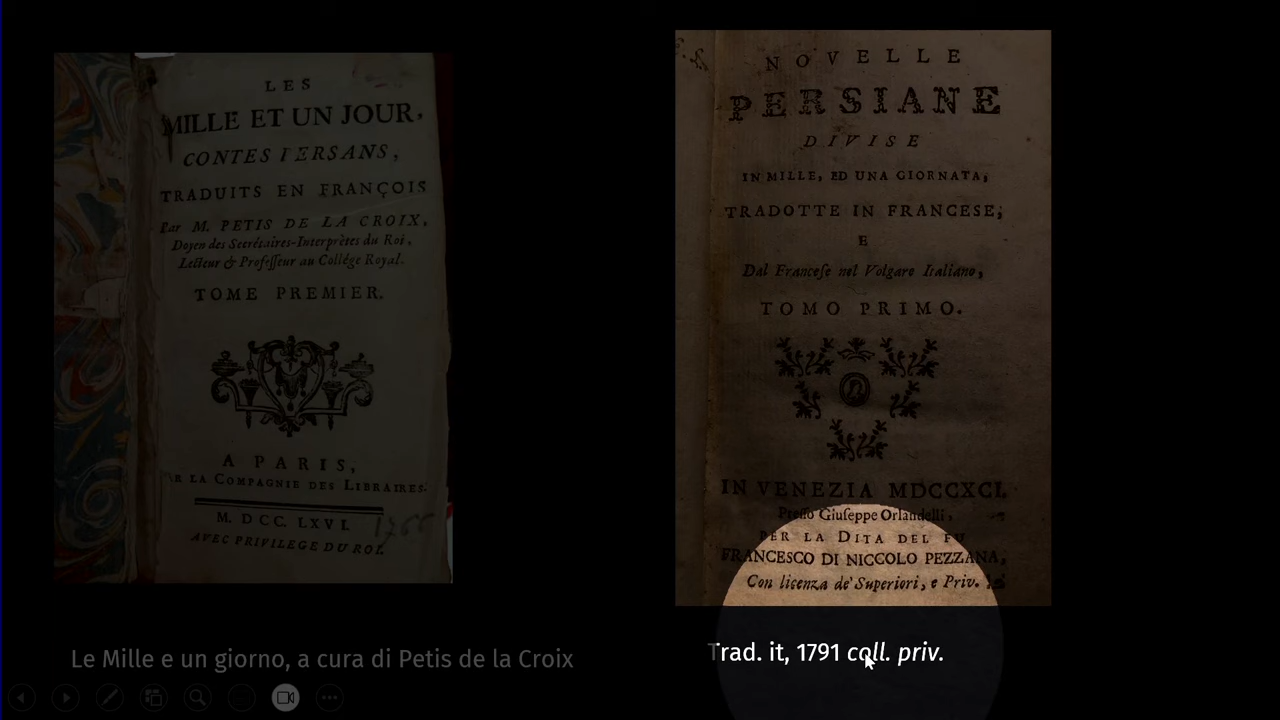 LES
MILLE ET UN JOUR,
CONTES PERSANS,
TRADUITS EN FRANÇOIS
Par M. PETIS DE LA CROIX,
Doyen des Secrétaires-Interprètes du Roi,
Lecteur & Professeur au Collége Royal.
TOME PREMIER.
A PARIS,
R LA COMPAGNIE DES LIBRAIRES.
M. DCC. LXVI.
1766
AVEC PRIVILEGE DU ROI.
Le Mille e un giorno, a cura di Petis de la Croix
NOVELLE
PERSIANE
DIVISE
IN MILLE, ED UNA GIORNATA;
TRADOTTE IN FRANCESE;
E
Dal Francese nel Volgare Italiano,
TOMO PRIMO.
IN VENEZIA MDCCXCI.
Presso Giuseppe Orlandelli,
PER LA DITA DEL FU
FRANCESCO DI NICCOLO PEZZANA,
Con licenza de' Superiori, e Priv.
Trad. it, 1791 coll. priv.